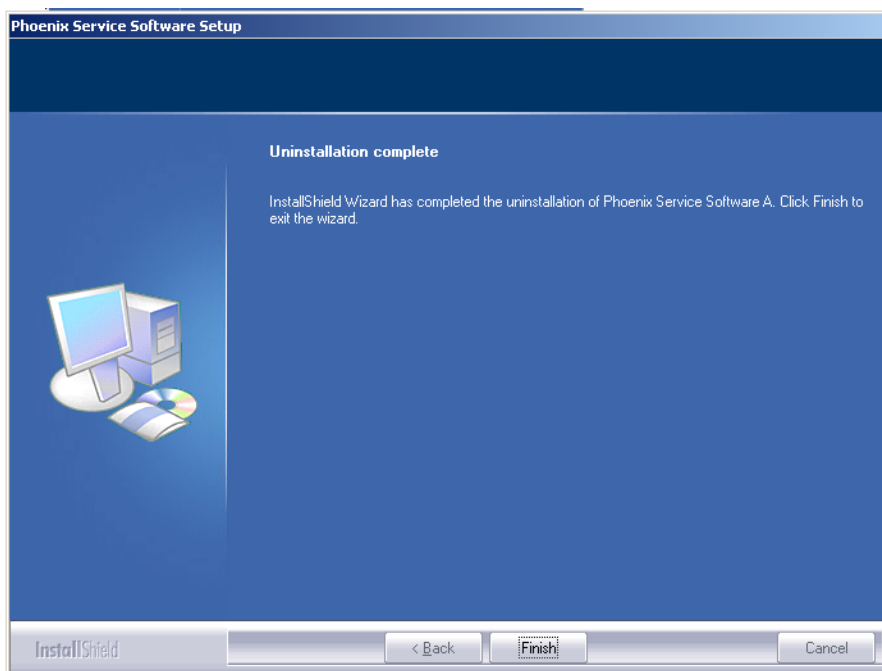 Phoenix Service Software Setup
Uninstallation complete
InstallShield Wizard has completed the uninstallation of Phoenix Service Software A. Click Finish to
exit the wizard.
InstallShield
< Back
Finish
Cancel